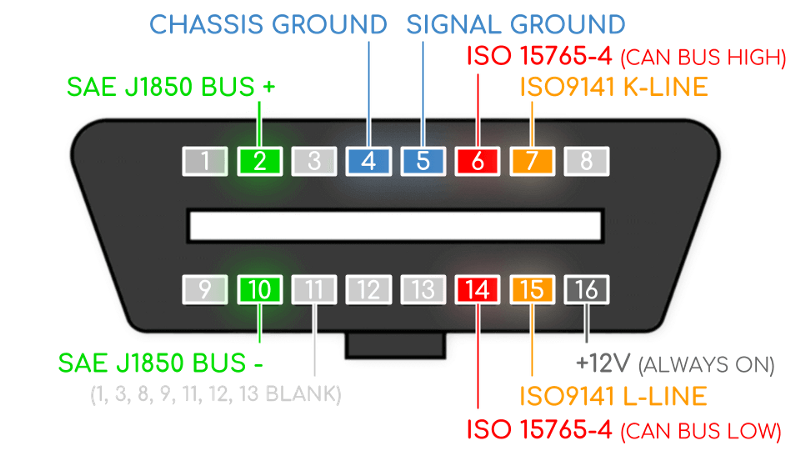 CHASSIS GROUND SIGNAL GROUND
ISO 15765-4 (CAN BUS HIGH)
SAE J1850 BUS + ISO9141 K-LINE
1 2 3 4 5 6 7 8
9 10 11 12 13 14 15 16
SAE J1850 BUS - +12V (ALWAYS ON)
(1, 3, 8, 9, 11, 12, 13 BLANK) ISO9141 L-LINE
ISO 15765-4 (CAN BUS LOW)